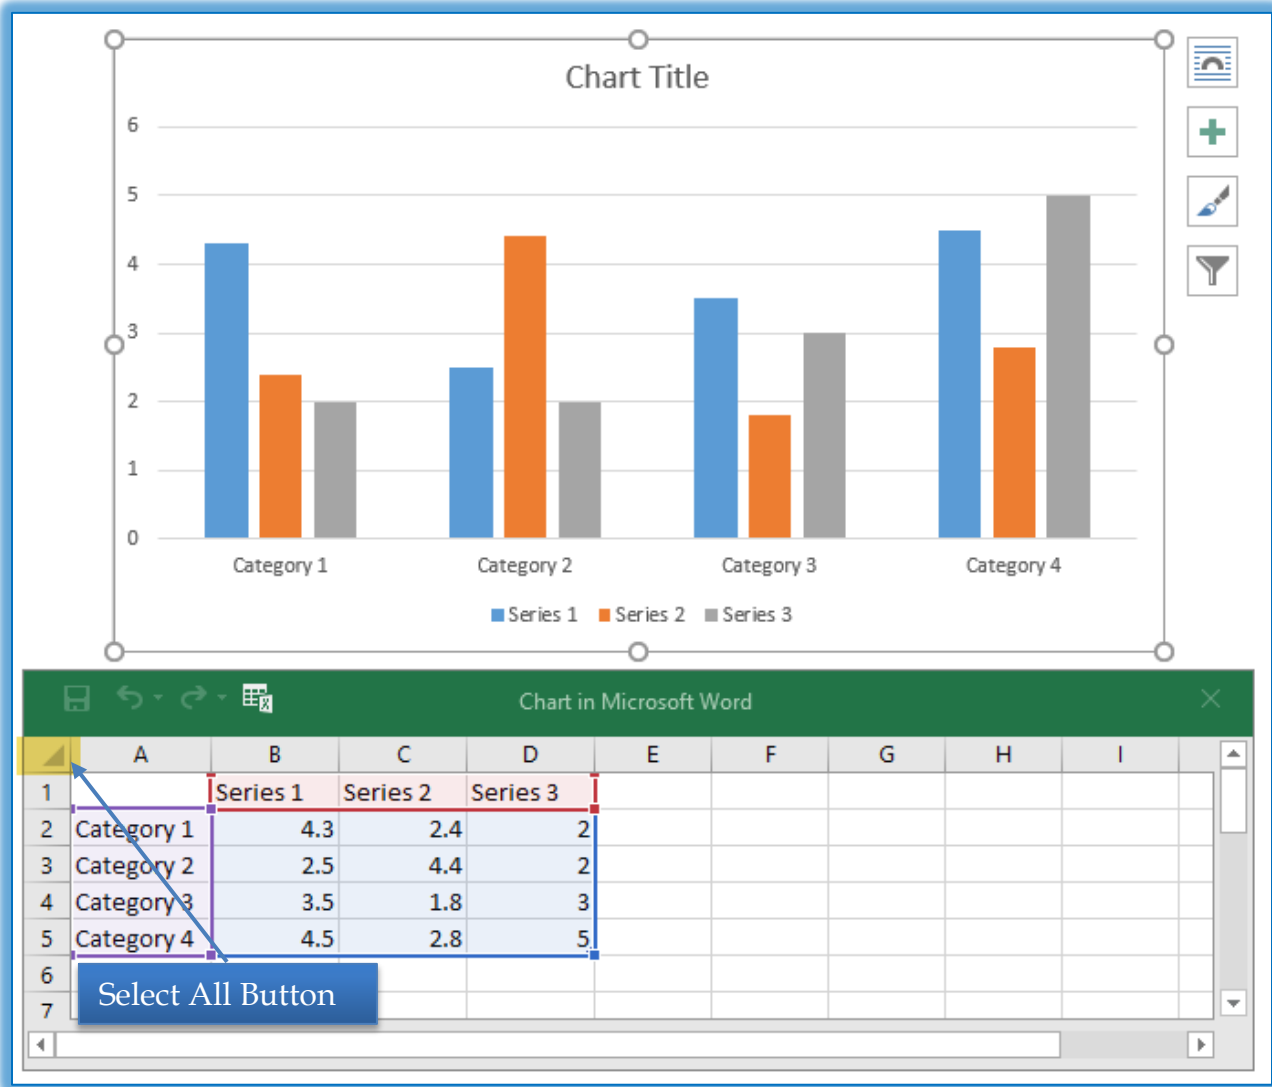 Chart Title
6
5
4
3
2
1
0
Category 1 Category 2 Category 3 Category 4
Series 1 Series 2 Series 3
Chart in Microsoft Word
A B C D E F G H I
1 Series 1 Series 2 Series 3
2 Category 1 4.3 2.4 2
3 Category 2 2.5 4.4 2
4 Category 3 3.5 1.8 3
5 Category 4 4.5 2.8 5
6
Select All Button
7